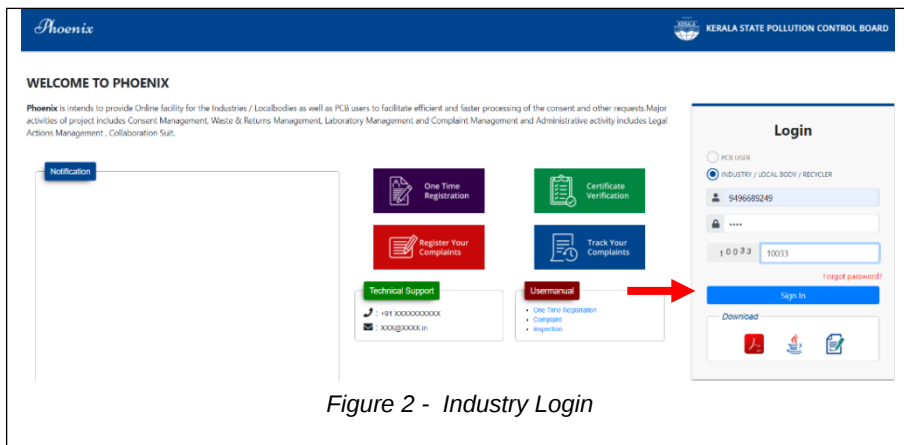 Phoenix
KERALA STATE POLLUTION CONTROL BOARD
WELCOME TO PHOENIX
Phoenix is intends to provide Online facility for the Industries / Localbodies as well as PCB users to facilitate efficient and faster processing of the consent and other requests.Major
activities of project includes Consent Management, Waste & Returns Management, Laboratory Management and Complaint Management and Administrative activity includes Legal
Actions Management , Collaboration Suit.
Notification
One Time
Registration
Certificate
Verification
Register Your
Complaints
Track Your
Complaints
Technical Support
: +91 XXXXXXXXXX
: XXX@XXXX.in
Usermanual
One Time Registration
Complaint
Inspection
Login
PCB USER
INDUSTRY / LOCAL BODY / RECYCLER
9496689249
10033
10033
Forgot password?
Sign In
Download
Figure 2 - Industry Login